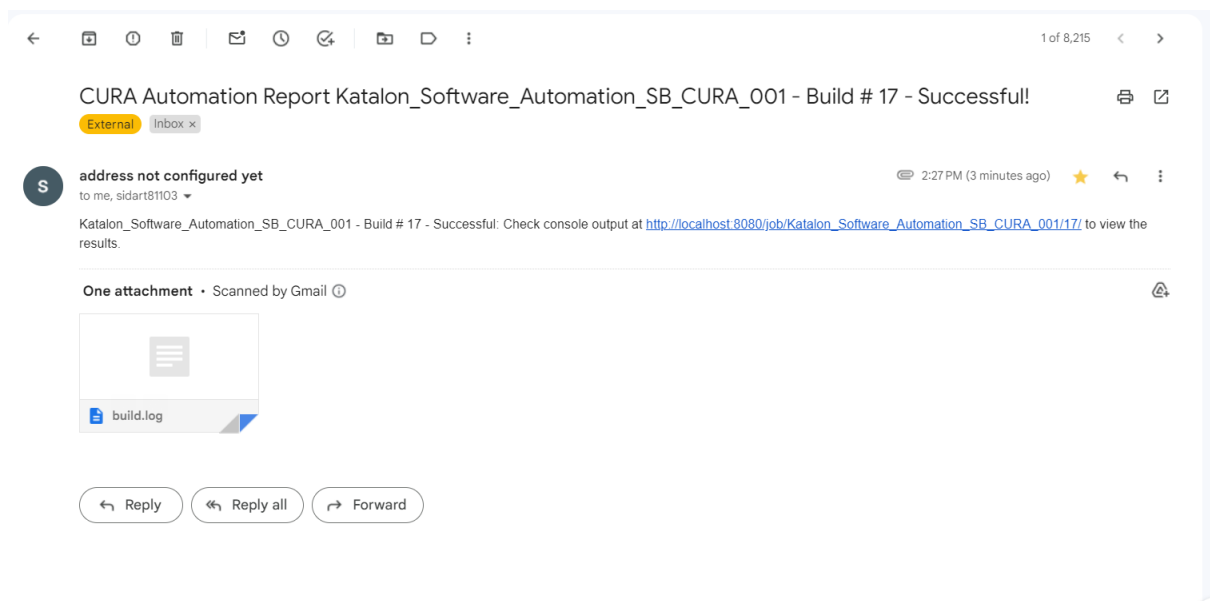 1 of 8,215
CURA Automation Report Katalon_Software_Automation_SB_CURA_001 - Build # 17 - Successful!
External Inbox ×
S
address not configured yet
2:27 PM (3 minutes ago)
to me, sidart81103
Katalon_Software_Automation_SB_CURA_001 - Build # 17 - Successful: Check console output at http://localhost:8080/job/Katalon_Software_Automation_SB_CURA_001/17/ to view the
results.
One attachment • Scanned by Gmail
build.log
Reply Reply all Forward